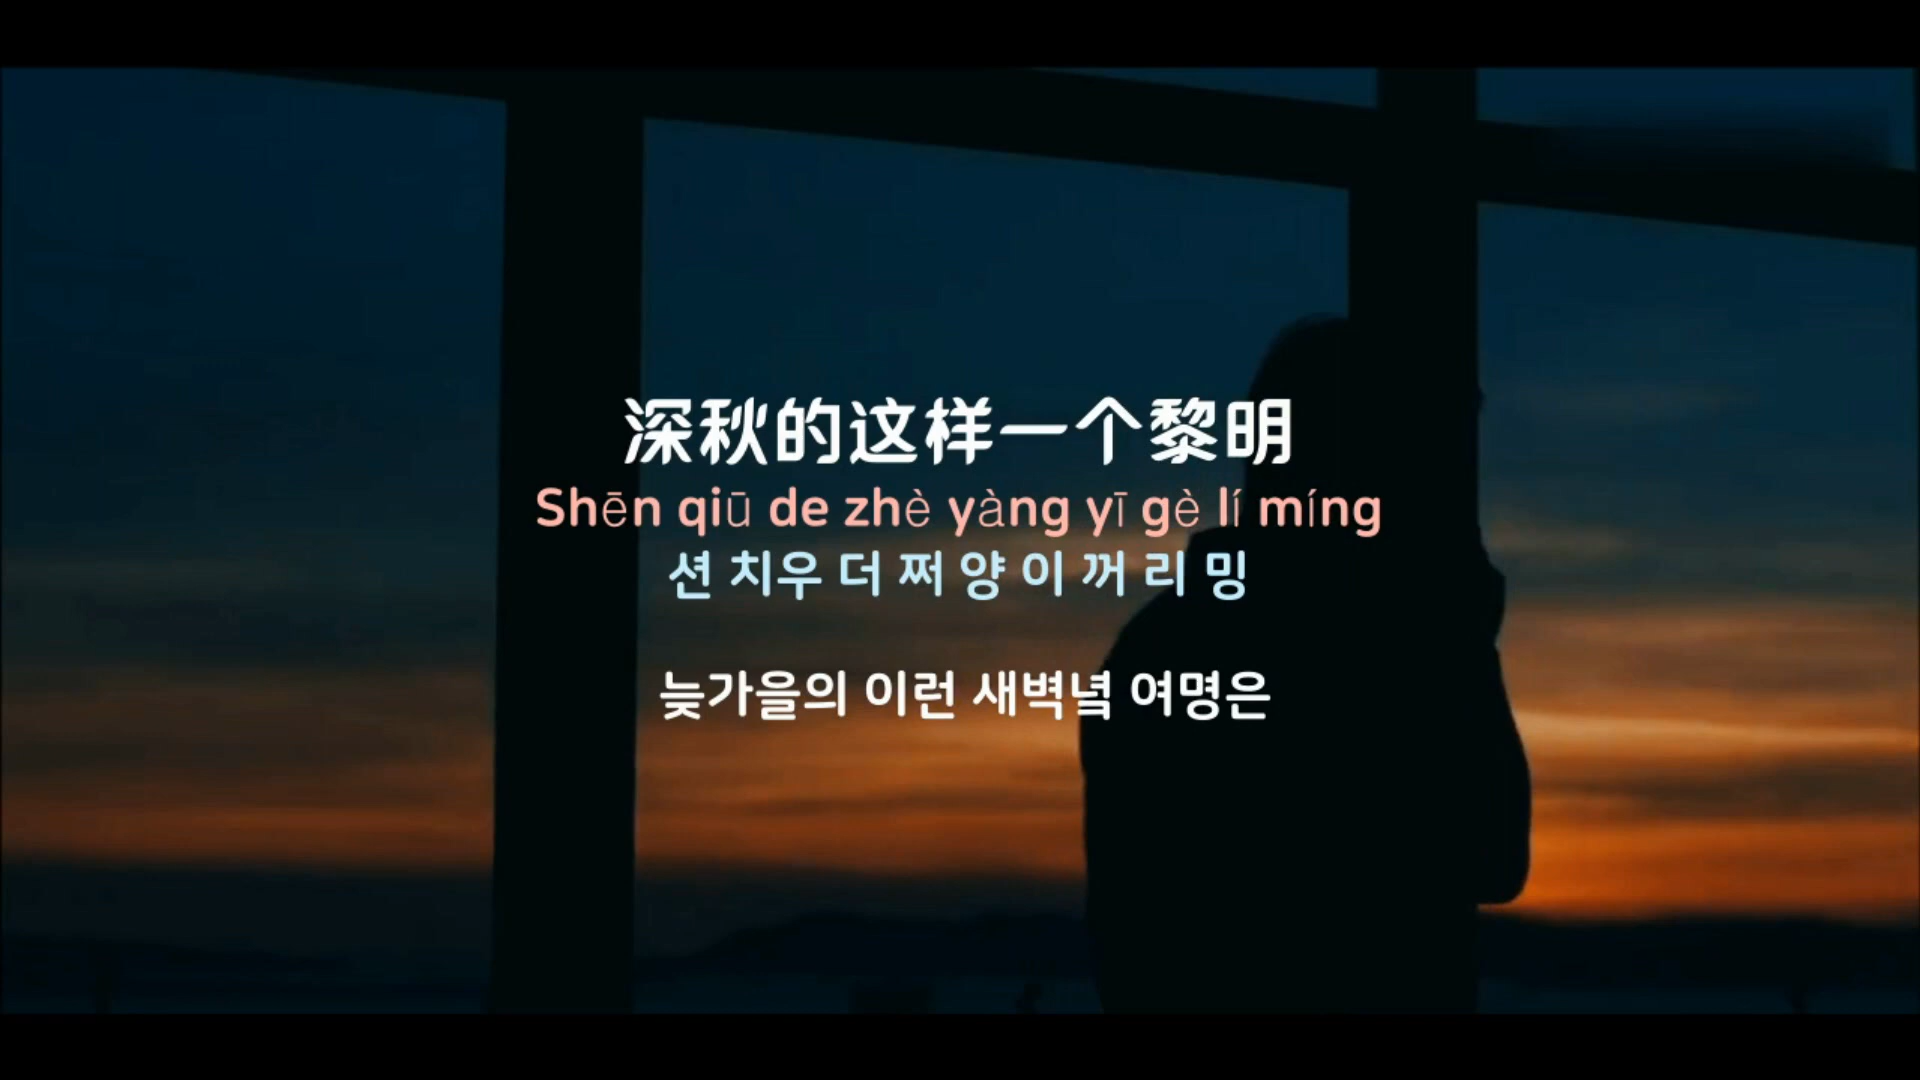 深秋的这样一个黎明
Shēn qiū de zhè yàng yī gè lí míng
션 치우 더 쩌 양 이 꺼 리 밍
늦가을의 이런 새벽녘 여명은